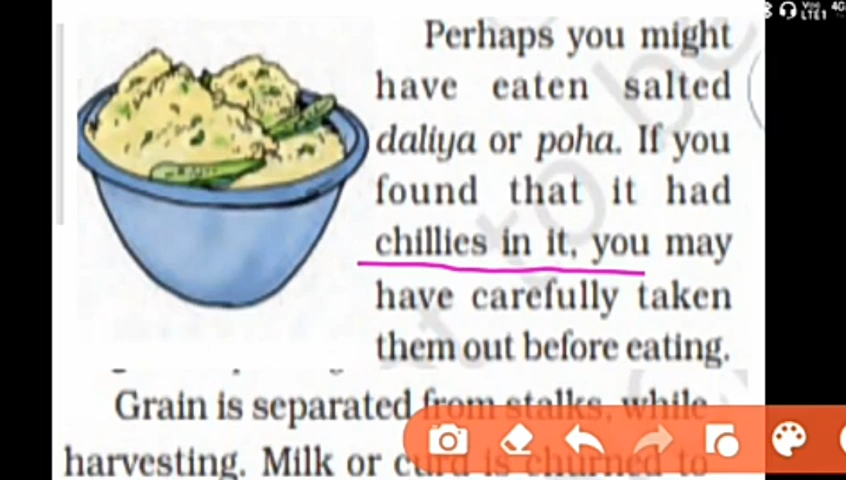 Perhaps you might
have eaten salted
daliya or poha. If you
found that it had
chillies in it, you may
have carefully taken
them out before eating.
Grain is separated from stalks, while
harvesting. Milk or curd is churned to